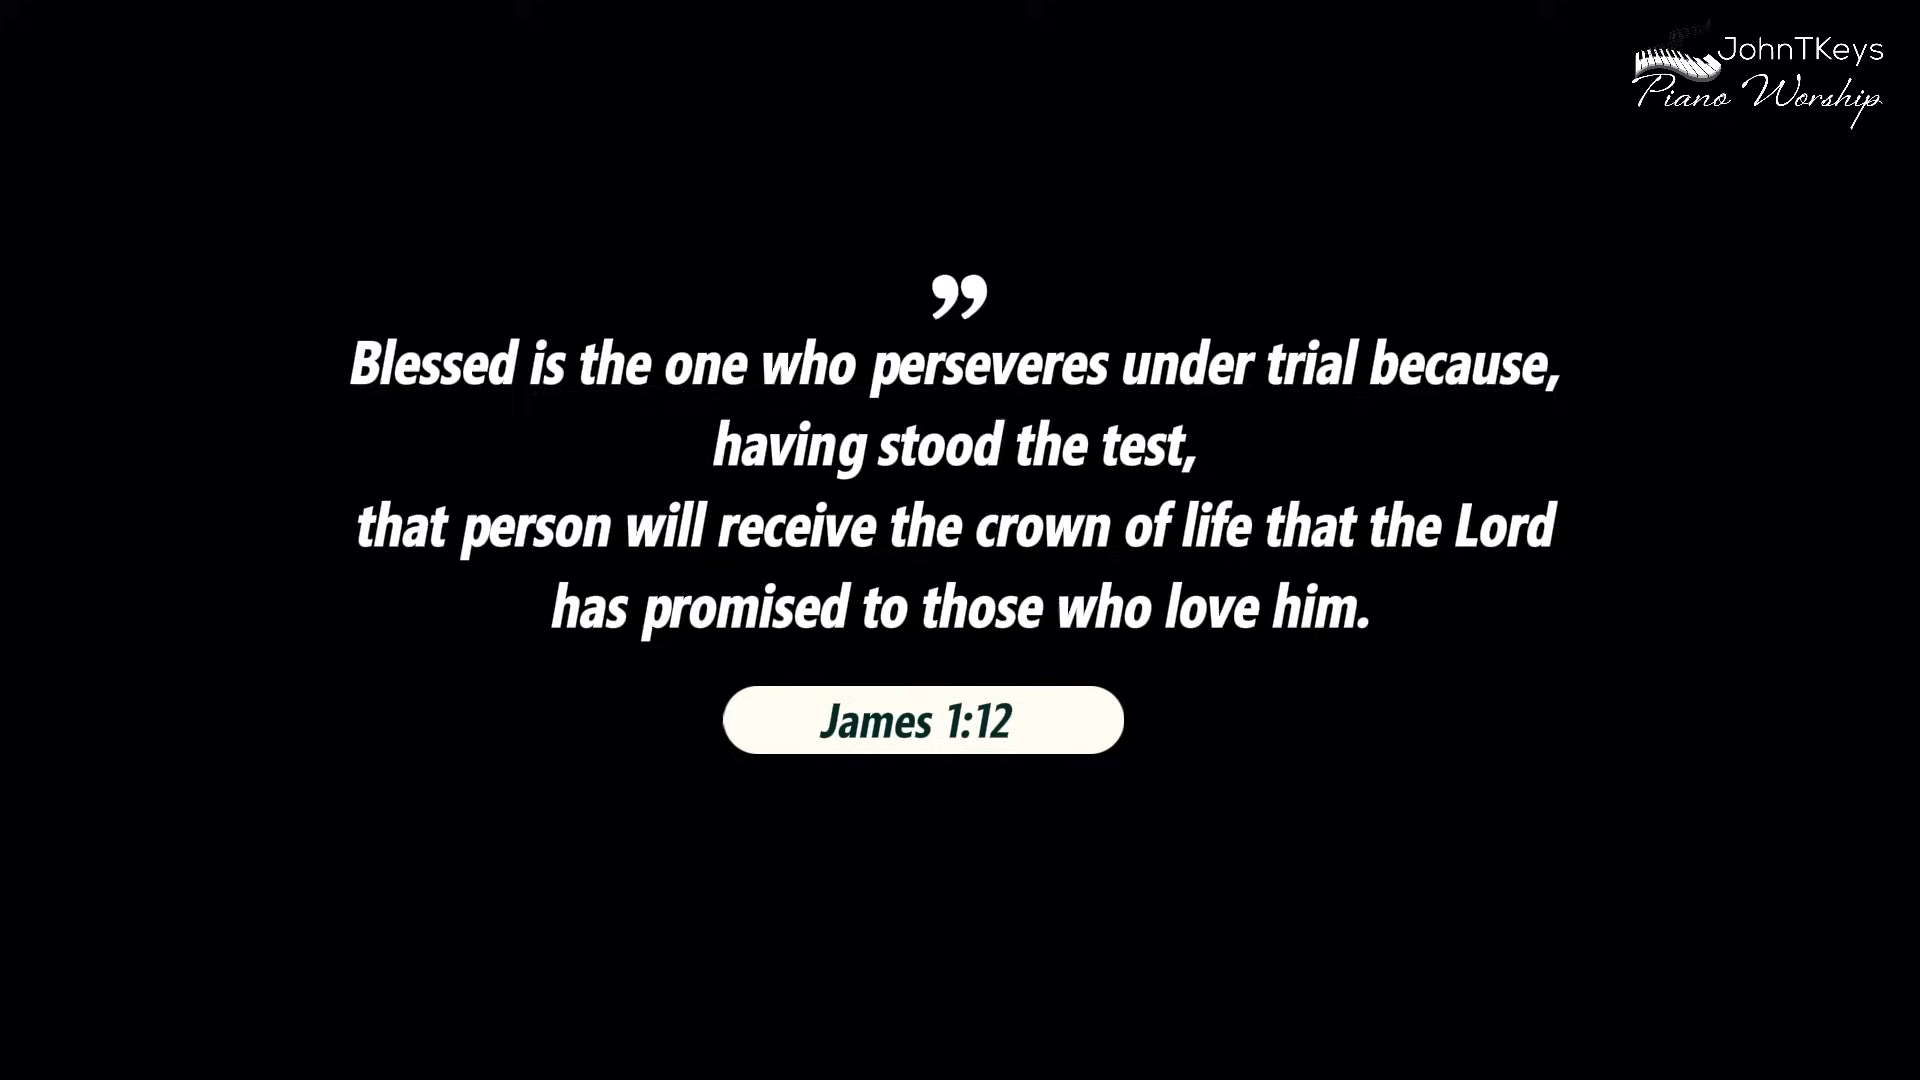 JohnTKeys
Piano Worship
”
Blessed is the one who perseveres under trial because,
having stood the test,
that person will receive the crown of life that the Lord
has promised to those who love him.
James 1:12